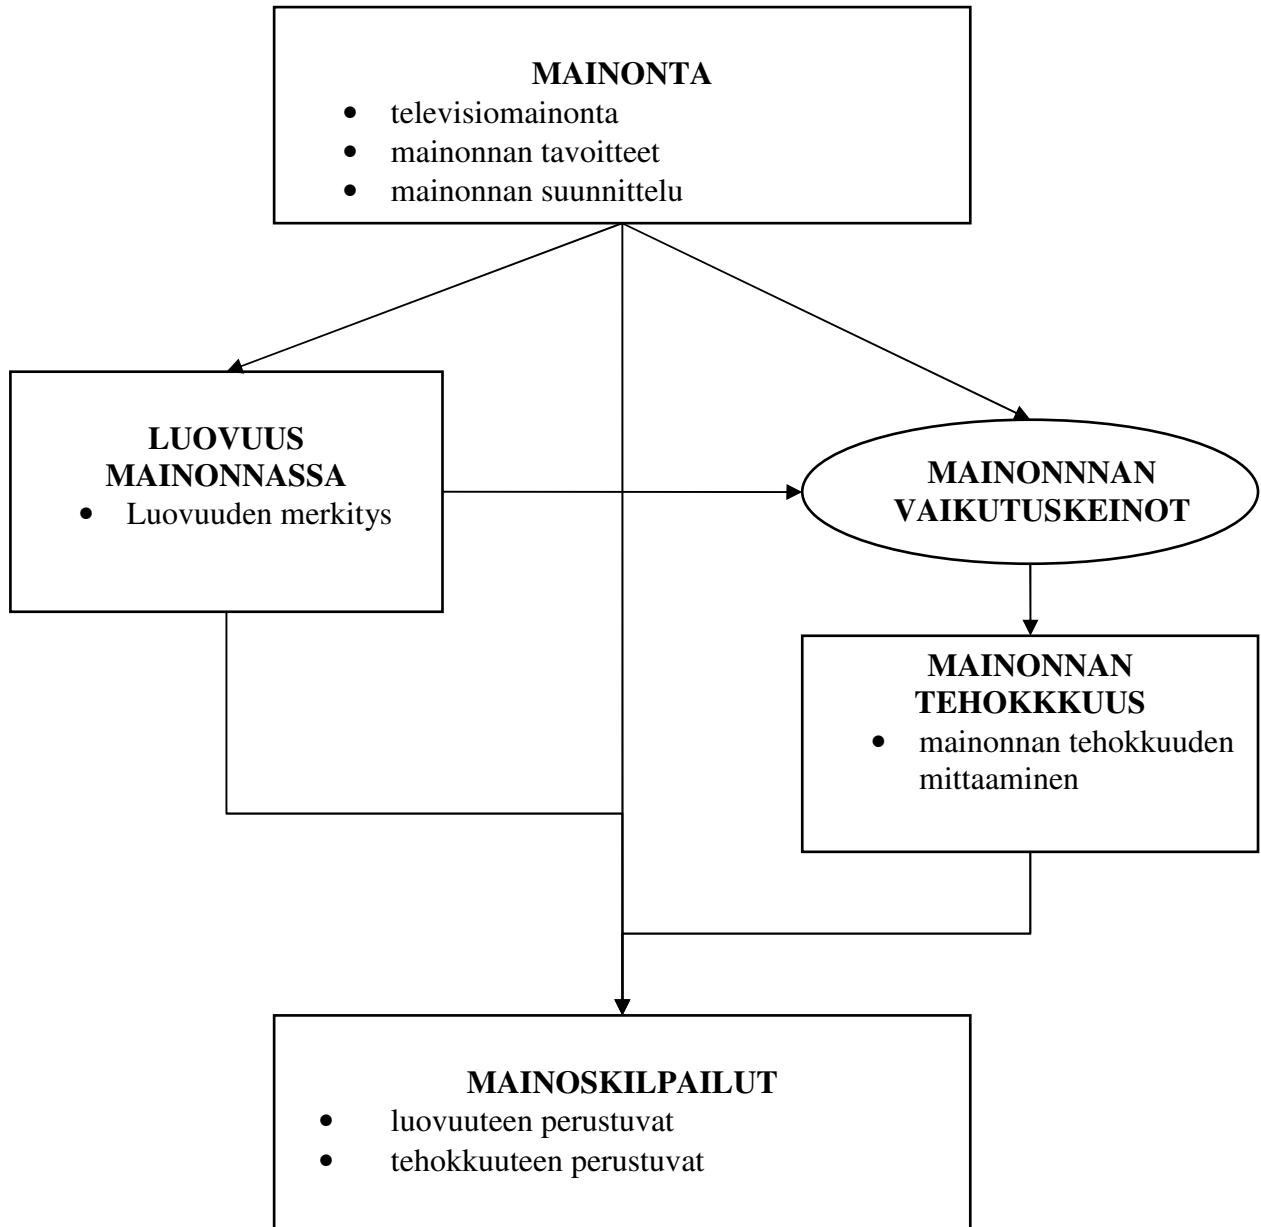 MAINONTA
• televisiomainonta
• mainonnan tavoitteet
• mainonnan suunnittelu
LUOVUUS
MAINONNASSA
• Luovuuden merkitys
MAINONNNAN
VAIKUTUSKEINOT
MAINONNAN
TEHOKKKUUS
• mainonnan tehokkuuden
mittaaminen
MAINOSKILPAILUT
• luovuuteen perustuvat
• tehokkuuteen perustuvat